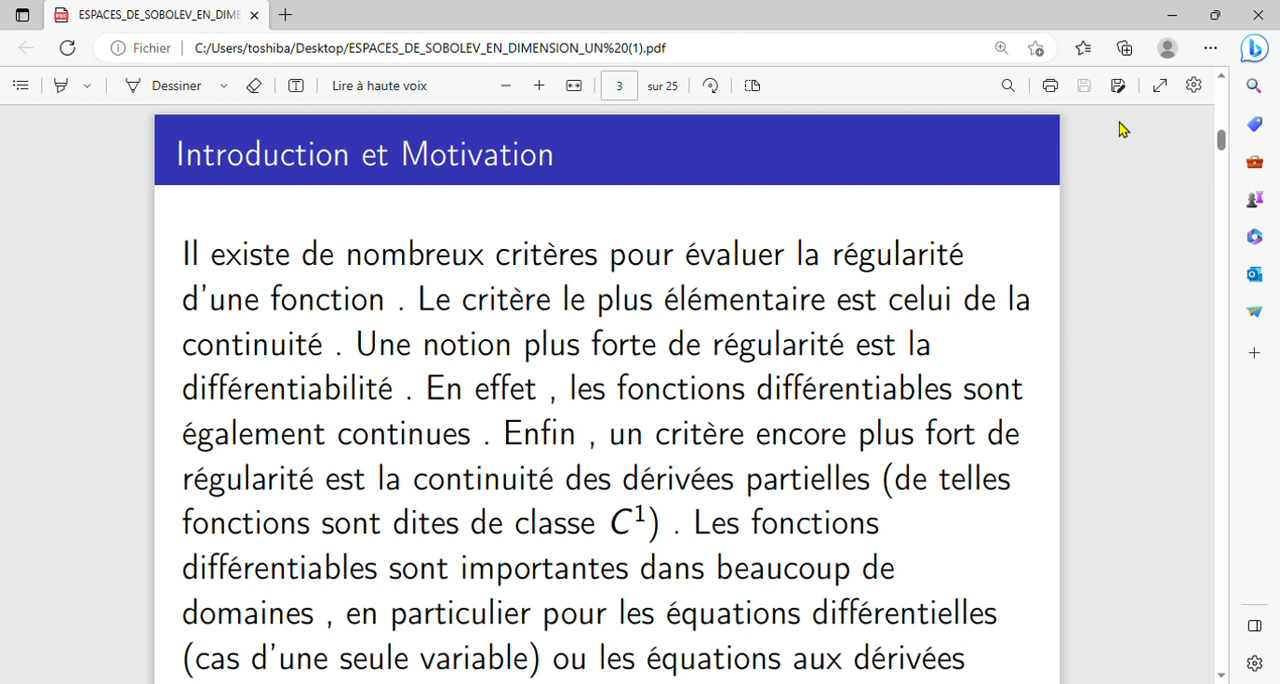 ESPACES_DE_SOBOLEV_EN_DIME
Fichier
C:/Users/toshiba/Desktop/ESPACES_DE_SOBOLEV_EN_DIMENSION_UN%20(1).pdf
Dessiner
Lire à haute voix
3
sur 25
Introduction et Motivation
Il existe de nombreux critères pour évaluer la régularité
d'une fonction . Le critère le plus élémentaire est celui de la
continuité . Une notion plus forte de régularité est la
différentiabilité . En effet , les fonctions différentiables sont
également continues . Enfin , un critère encore plus fort de
régularité est la continuité des dérivées partielles (de telles
fonctions sont dites de classe C¹) . Les fonctions
différentiables sont importantes dans beaucoup de
domaines , en particulier pour les équations différentielles
(cas d'une seule variable) ou les équations aux dérivées